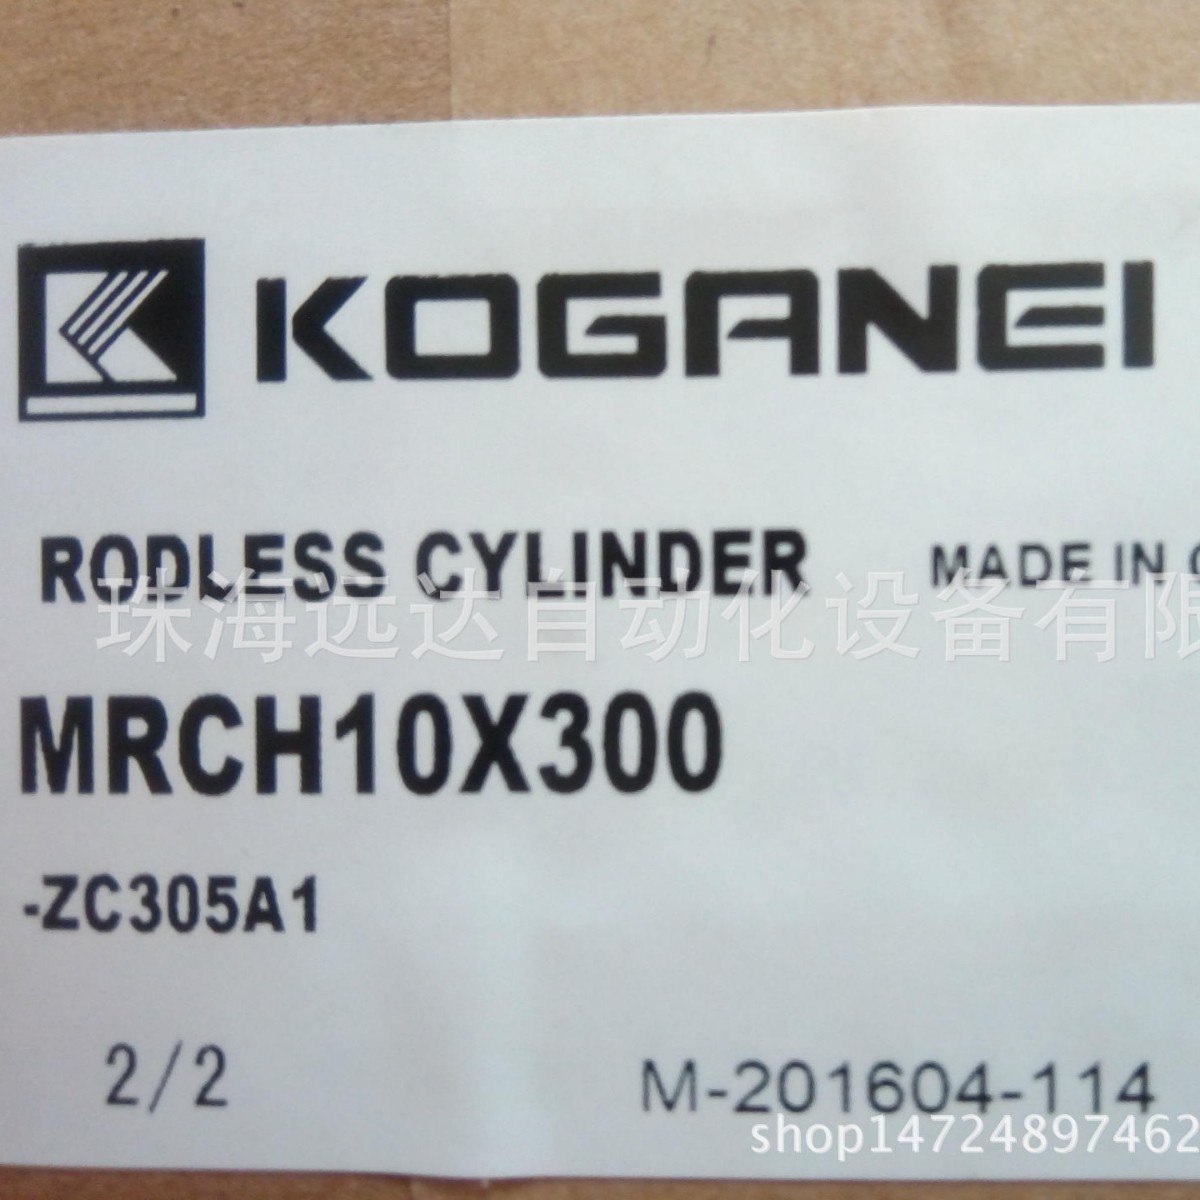 KOGANEI
RODLESS CYLINDER MADE IN
珠海远达自动化设备有限
MRCH10X300
-ZC305A1
2/2 M-201604-114
shop14724897462